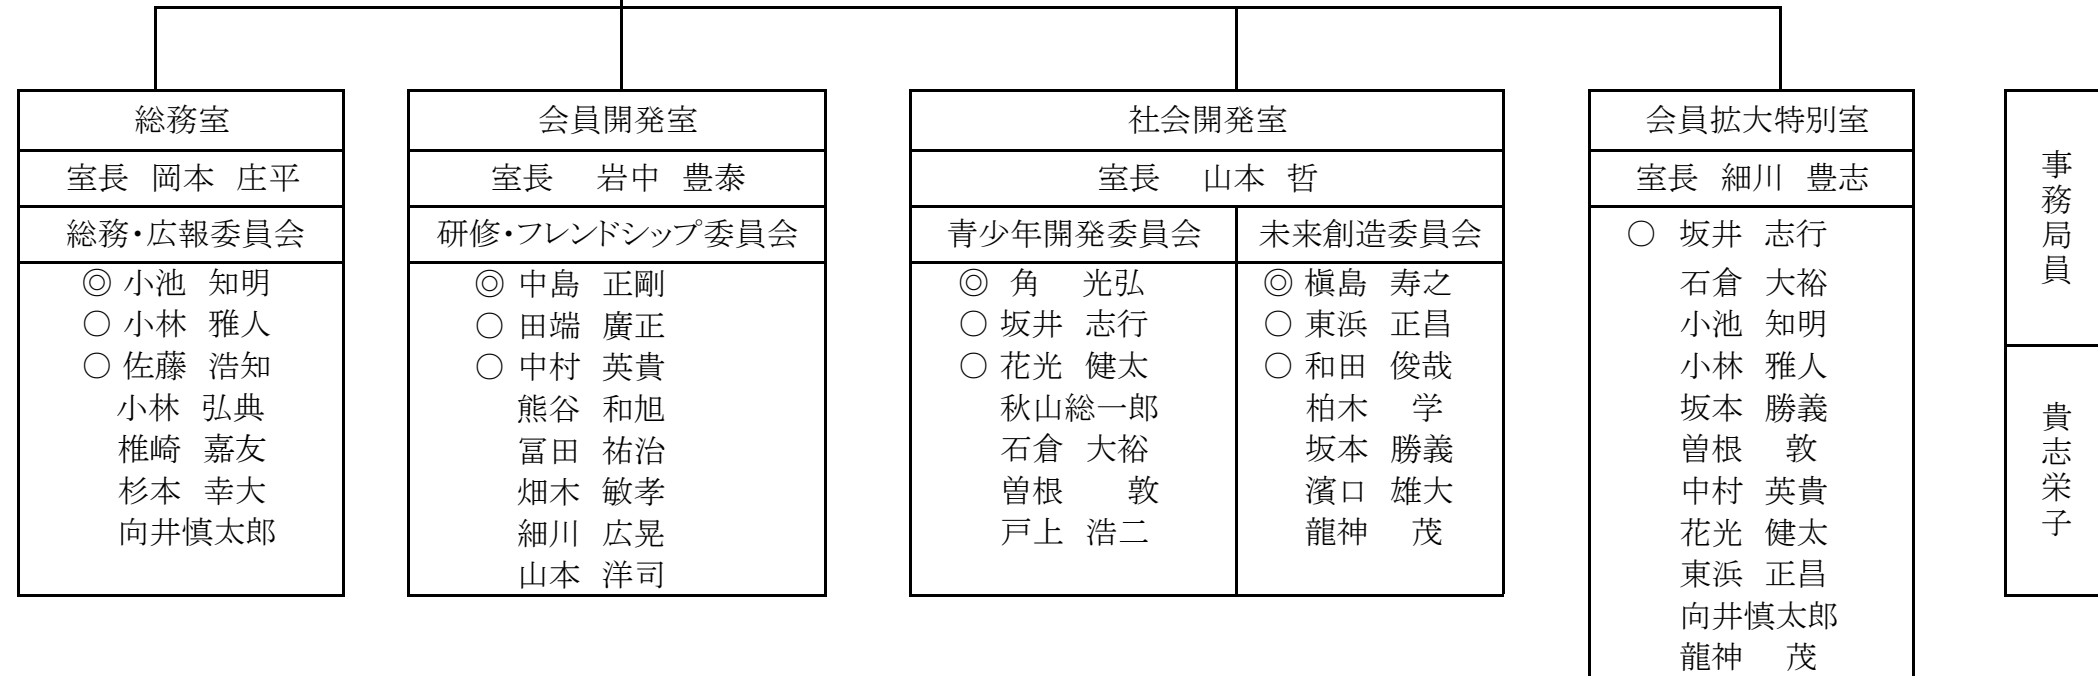 総務室
室長 岡本 庄平
総務・広報委員会
◎ 小池 知明
○ 小林 雅人
○ 佐藤 浩知
小林 弘典
椎崎 嘉友
杉本 幸大
向井慎太郎
会員開発室
室長 岩中 豊泰
研修・フレンドシップ委員会
◎ 中島 正剛
○ 田端 廣正
○ 中村 英貴
熊谷 和旭
冨田 祐治
畑木 敏孝
細川 広晃
山本 洋司
社会開発室
室長 山本 哲
青少年開発委員会
◎ 角 光弘
○ 坂井 志行
○ 花光 健太
秋山総一郎
石倉 大裕
曽根 敦
戸上 浩二
未来創造委員会
◎ 槇島 寿之
○ 東浜 正昌
○ 和田 俊哉
柏木 学
坂本 勝義
濱口 雄大
龍神 茂
会員拡大特別室
室長 細川 豊志
○ 坂井 志行
石倉 大裕
小池 知明
小林 雅人
坂本 勝義
曽根 敦
中村 英貴
花光 健太
東浜 正昌
向井慎太郎
龍神 茂
事務局員
貴志栄子